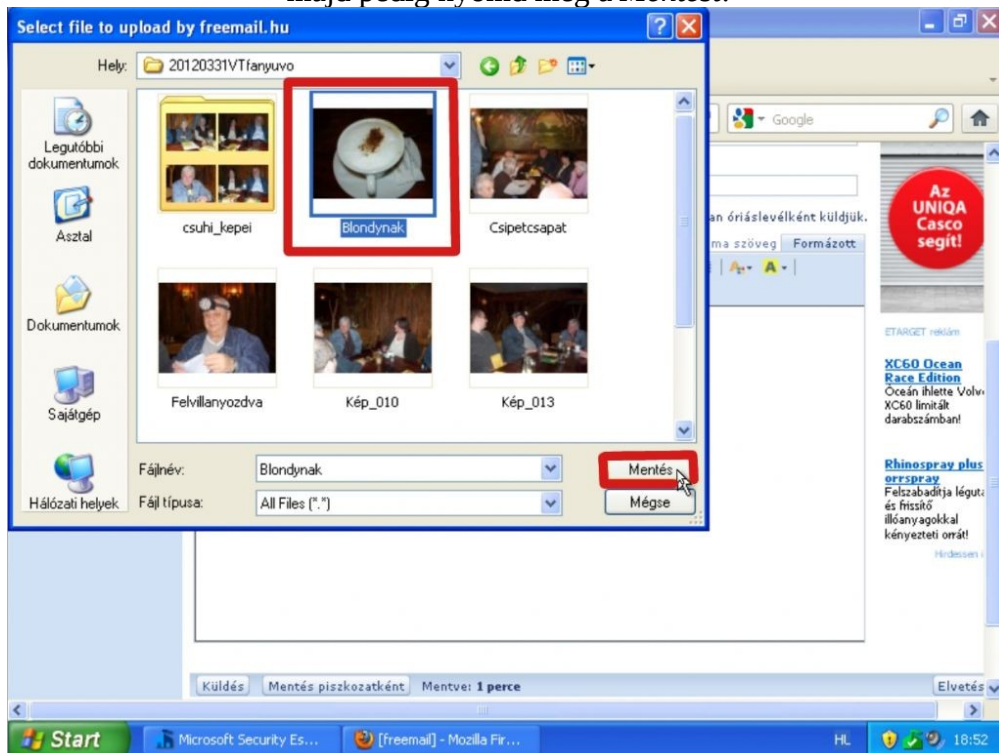 majd pedig nyomd meg a Mentést!
Select file to upload by freemail.hu
Hely:
20120331VTfanyuvo
Legutóbbi
dokumentumok
Asztal
Dokumentumok
Sajátgép
Hálózati helyek
csuhi_kepei
Blondynak
Csipetcsapat
Felvillanyozdva
Kép_010
Kép_013
Fájlnév:
Blondynak
Mentés
Fájl típusa:
All Files (*.*)
Mégse
Google
an óriáslevélként küldjük.
ma szöveg
Formázott
Az
UNIQA
Casco
segít!
ETARGET reklám
XC60 Ocean
Race Edition
Óceán ihlette Volv
XC60 limitált
darabszámban!
Rhinospray plus
orrspray
Felszabadítja légut
és frissítő
illóanyagokkal
kényezteti orrát!
Hirdessen i
Küldés
Mentés piszkozatként
Mentve: 1 perce
Elvetés
Start
Microsoft Security Es...
[freemail] - Mozilla Fir...
HL
18:52